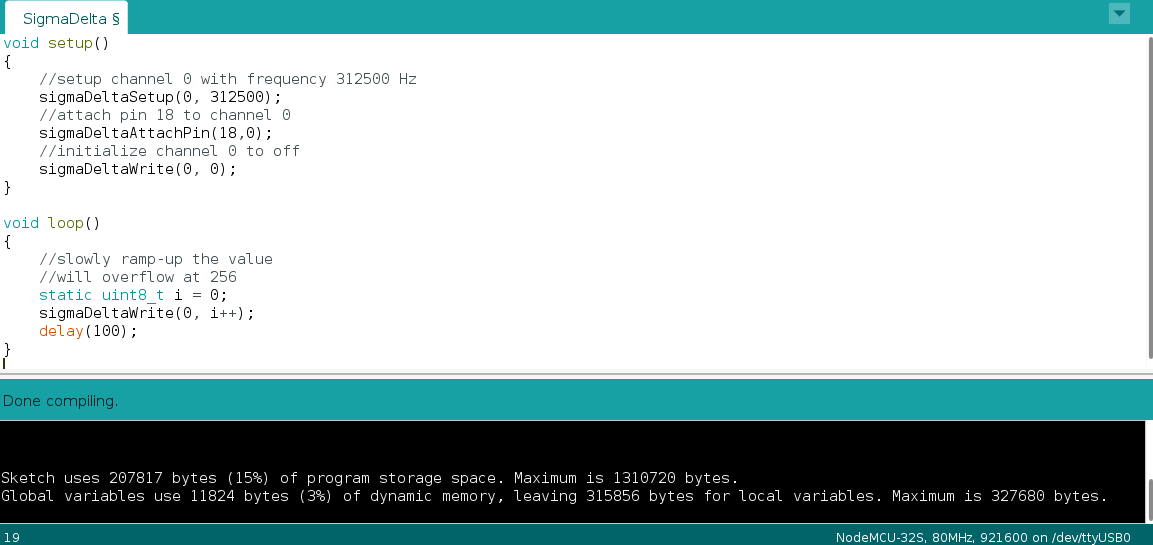 SigmaDelta §
void setup()
{
    //setup channel 0 with frequency 312500 Hz
    sigmaDeltaSetup(0, 312500);
    //attach pin 18 to channel 0
    sigmaDeltaAttachPin(18,0);
    //initialize channel 0 to off
    sigmaDeltaWrite(0, 0);
}
void loop()
{
    //slowly ramp-up the value
    //will overflow at 256
    static uint8_t i = 0;
    sigmaDeltaWrite(0, i++);
    delay(100);
}
Done compiling.
Sketch uses 207817 bytes (15%) of program storage space. Maximum is 1310720 bytes.
Global variables use 11824 bytes (3%) of dynamic memory, leaving 315856 bytes for local variables. Maximum is 327680 bytes.
19 NodeMCU-32S, 80MHz, 921600 on /dev/ttyUSB0